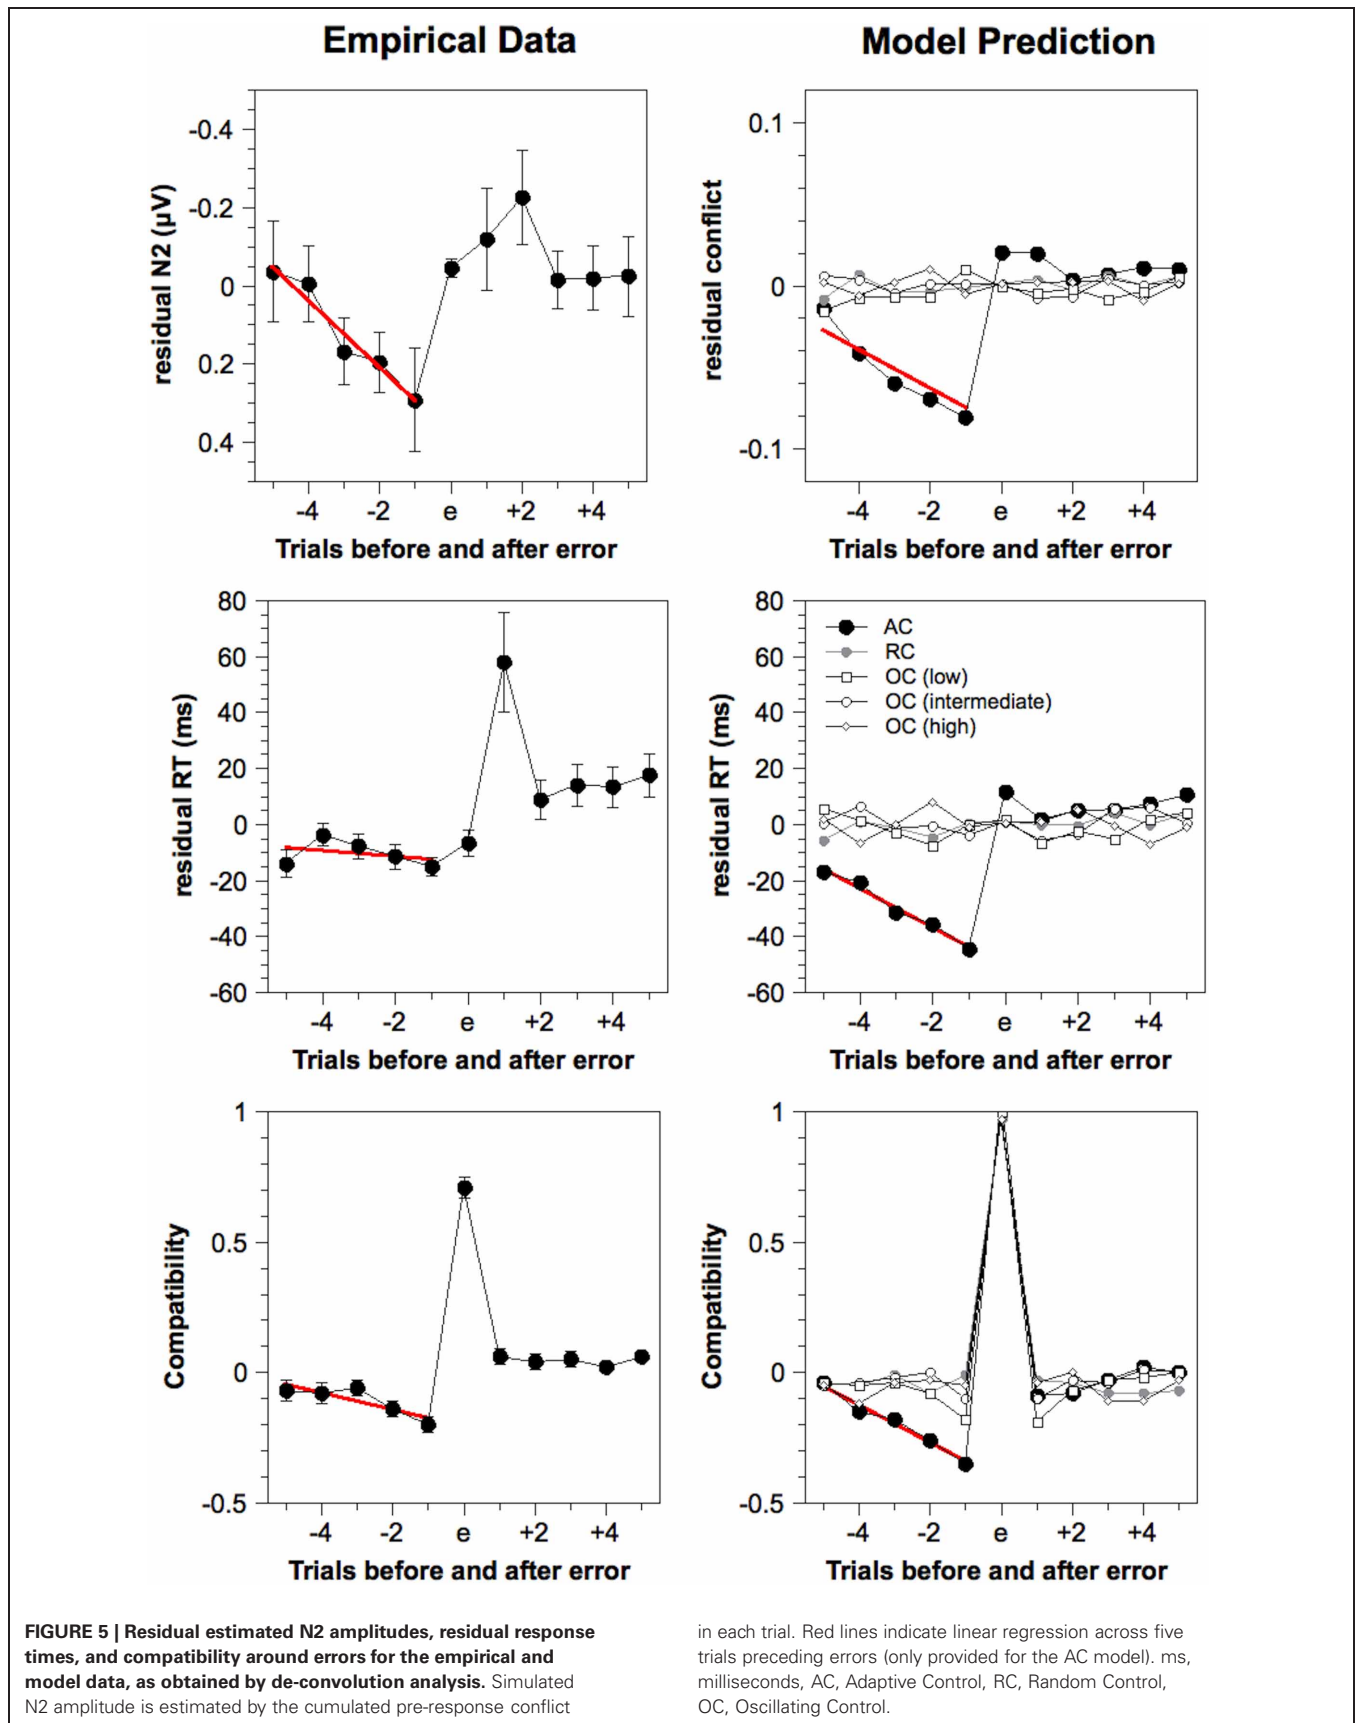 Empirical Data
Model Prediction
-0.4
-0.2
0
0.2
0.4
residual N2 (µV)
-4 -2 e +2 +4
Trials before and after error
0.1
0
-0.1
residual conflict
-4 -2 e +2 +4
Trials before and after error
80
60
40
20
0
-20
-40
-60
residual RT (ms)
-4 -2 e +2 +4
Trials before and after error
80
60
40
20
0
-20
-40
-60
residual RT (ms)
AC
RC
OC (low)
OC (intermediate)
OC (high)
-4 -2 e +2 +4
Trials before and after error
1
0.5
0
-0.5
Compatibility
-4 -2 e +2 +4
Trials before and after error
1
0.5
0
-0.5
Compatibility
-4 -2 e +2 +4
Trials before and after error
FIGURE 5 | Residual estimated N2 amplitudes, residual response
times, and compatibility around errors for the empirical and
model data, as obtained by de-convolution analysis. Simulated
N2 amplitude is estimated by the cumulated pre-response conflict
in each trial. Red lines indicate linear regression across five
trials preceding errors (only provided for the AC model). ms,
milliseconds, AC, Adaptive Control, RC, Random Control,
OC, Oscillating Control.